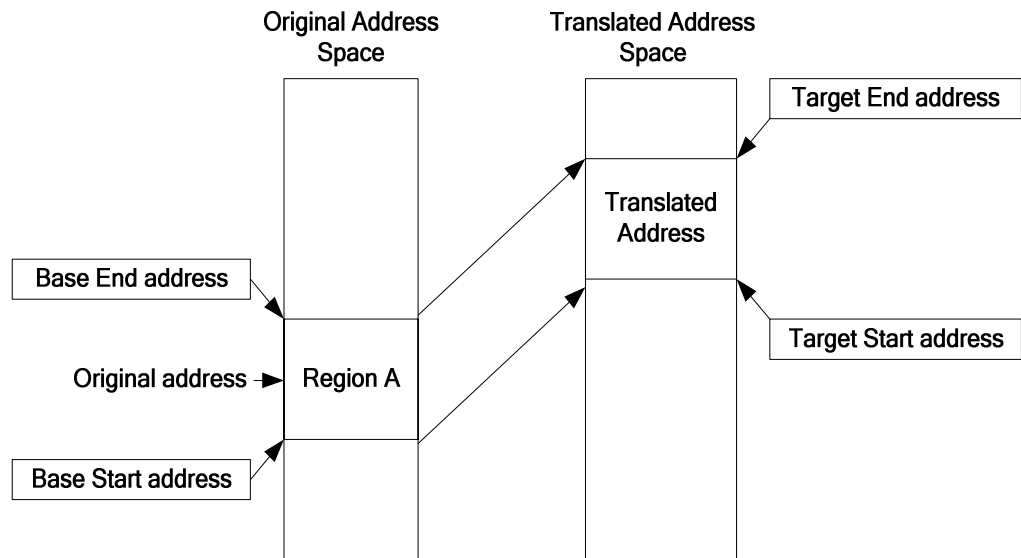 Original Address
Space
Translated Address
Space
Target End address
Translated
Address
Base End address
Target Start address
Original address
Region A
Base Start address